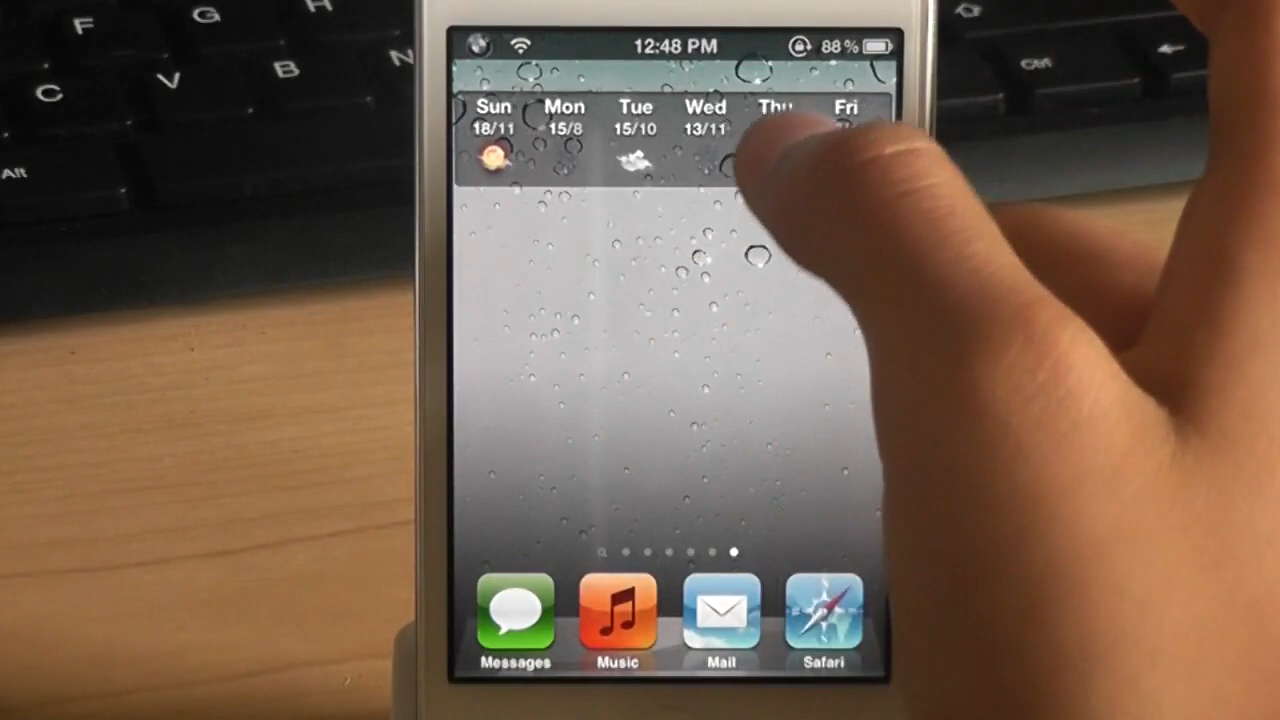 F G H
C V B N
Alt
Ctrl
12:48 PM 88%
Sun Mon Tue Wed Thu Fri
18/11 15/8 15/10 13/11
Messages Music Mail Safari